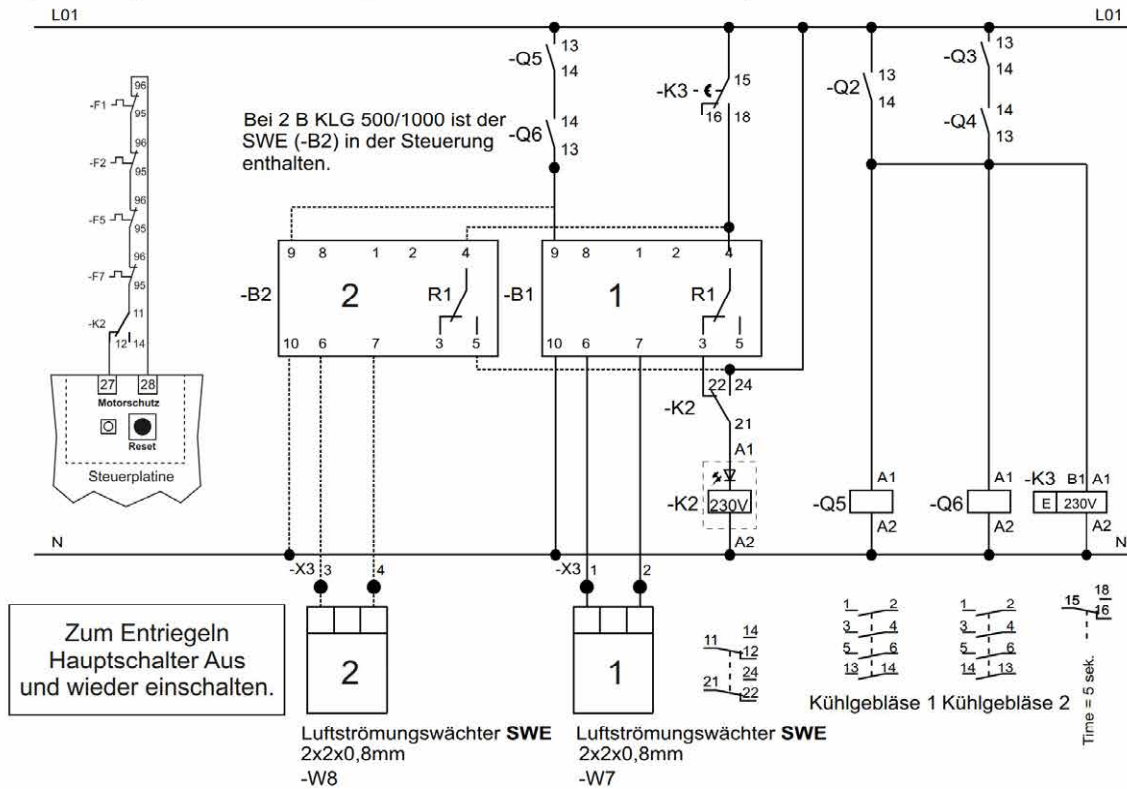 L01 L01
-Q5 13
14
-Q6 14
13
-K3 15
16 18
-Q2 13
14
-Q3 13
14
-Q4 14
13
96
-F1 95
96
-F2 95
96
-F5 95
96
-F7 95
11
-K2 12 14
27 28
Motorschutz
Reset
Steuerplatine
Bei 2 B KLG 500/1000 ist der
SWE (-B2) in der Steuerung
enthalten.
9 8 1 2 4
-B2 2 R1
10 6 7 3 5
9 8 1 2 4
-B1 1 R1
10 6 7 3 5
22 24
-K2 21
A1
-K2 230V
A2
A1
-Q5
A2
A1
-Q6
A2
-K3 B1 A1
E 230V
A2
N N
-X3 3 4
-X3 1 2
Zum Entriegeln
Hauptschalter Aus
und wieder einschalten.
2
Luftströmungswächter SWE
2x2x0,8mm
-W8
1
Luftströmungswächter SWE
2x2x0,8mm
-W7
14
11 12
24
21 22
1 2
3 4
5 6
13 14
Kühlgebläse 1
1 2
3 4
5 6
14 13
Kühlgebläse 2
18
15 16
Time = 5 sek.